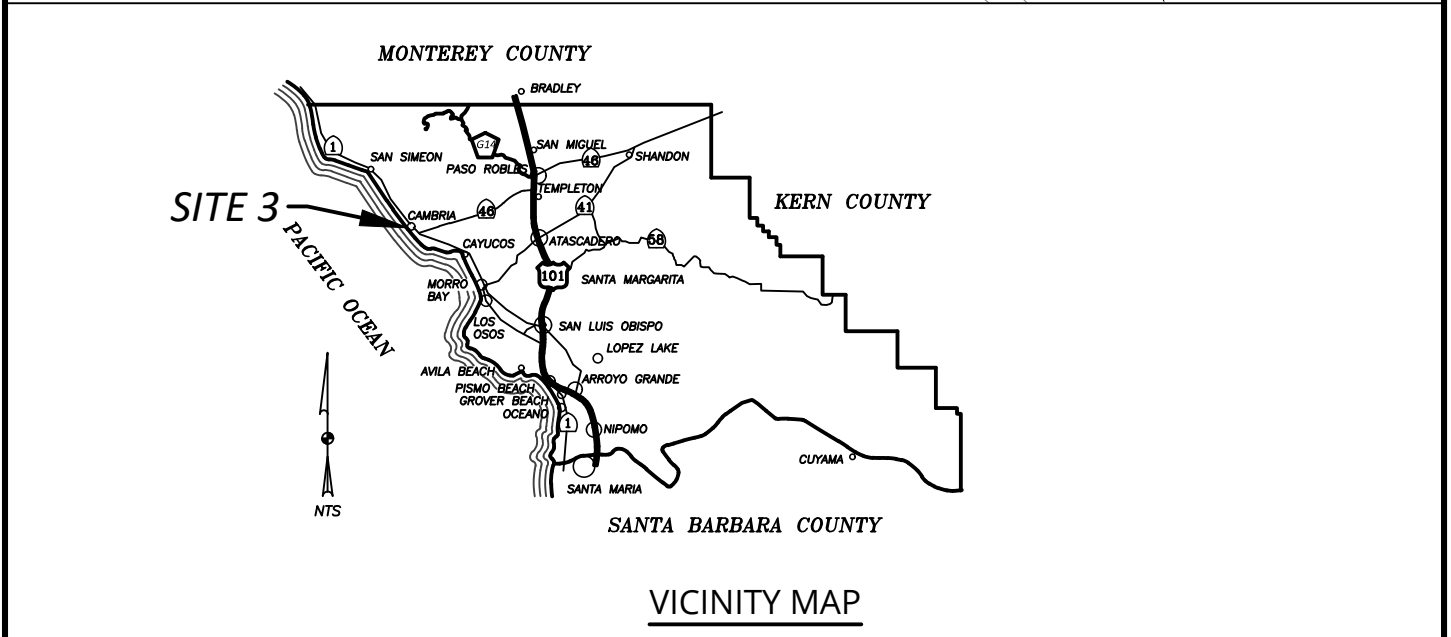 MONTEREY COUNTY
BRADLEY
1
SAN SIMEON
G14
SAN MIGUEL
46
SHANDON
PASO ROBLES
TEMPLETON
KERN COUNTY
SITE 3
CAMBRIA
46
41
PACIFIC OCEAN
CAYUCOS
ATASCADERO
58
101
SANTA MARGARITA
MORRO
BAY
LOS
OSOS
SAN LUIS OBISPO
LOPEZ LAKE
AVILA BEACH
ARROYO GRANDE
PISMO BEACH
GROVER BEACH
OCEANO
1
NIPOMO
CUYAMA
SANTA MARIA
NTS
SANTA BARBARA COUNTY
VICINITY MAP